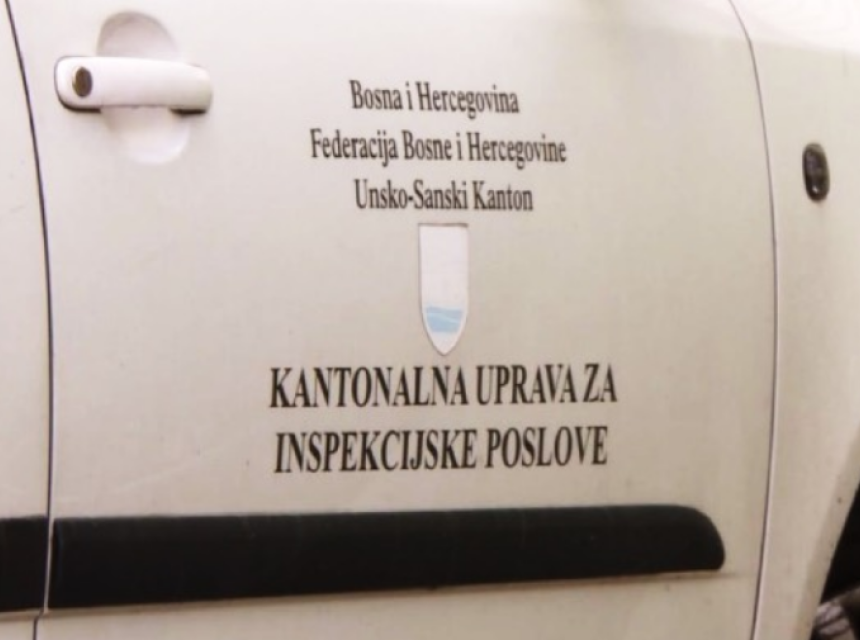 Bosna i Hercegovina
Federacija Bosne i Hercegovine
Unsko-Sanski Kanton
KANTONALNA UPRAVA ZA
INSPEKCIJSKE POSLOVE